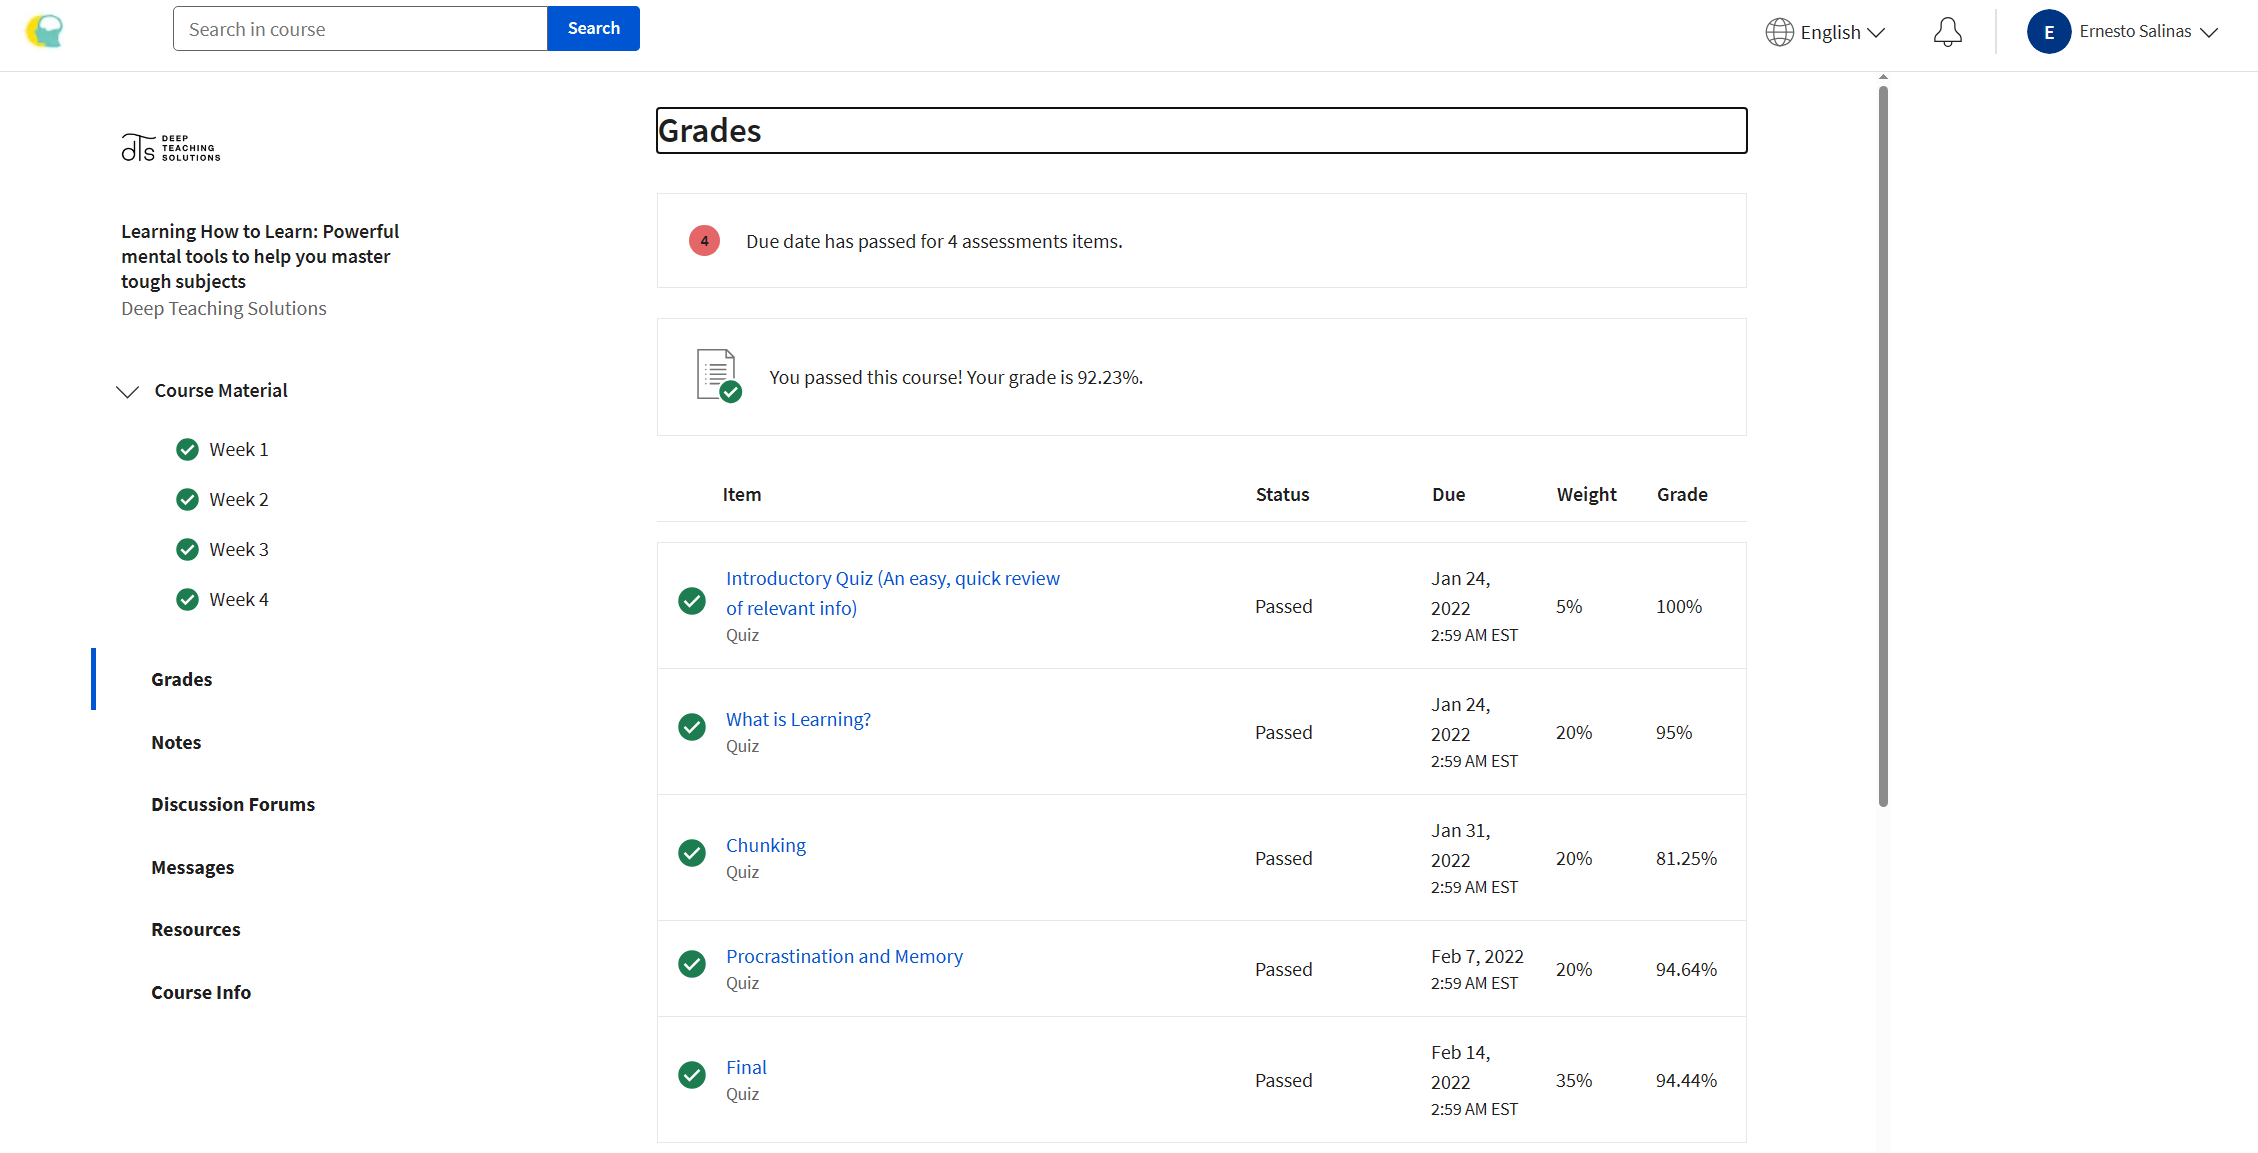 Search in course
Search
English
E
Ernesto Salinas
DEEP
TEACHING
SOLUTIONS
dTs
Learning How to Learn: Powerful
mental tools to help you master
tough subjects
Deep Teaching Solutions
Course Material
Week 1
Week 2
Week 3
Week 4
Grades
Notes
Discussion Forums
Messages
Resources
Course Info
Grades
4
Due date has passed for 4 assessments items.
You passed this course! Your grade is 92.23%.
Item Status Due Weight Grade
Introductory Quiz (An easy, quick review
of relevant info)
Quiz
Passed
Jan 24,
2022
2:59 AM EST
5%
100%
What is Learning?
Quiz
Passed
Jan 24,
2022
2:59 AM EST
20%
95%
Chunking
Quiz
Passed
Jan 31,
2022
2:59 AM EST
20%
81.25%
Procrastination and Memory
Quiz
Passed
Feb 7, 2022
2:59 AM EST
20%
94.64%
Final
Quiz
Passed
Feb 14,
2022
2:59 AM EST
35%
94.44%